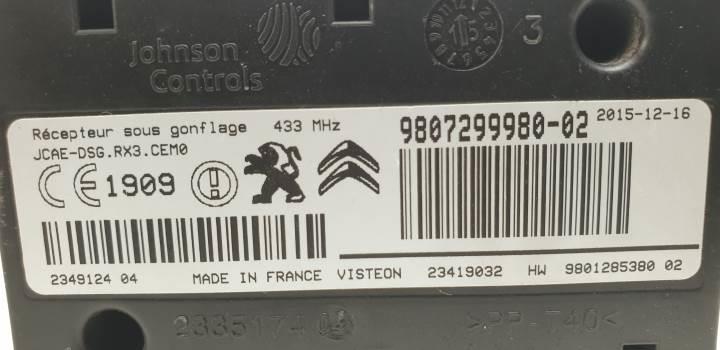 Johnson
Controls
3
Récepteur sous gonflage 433 MHz
JCAE-DSG.RX3.CEM0
CE 1909
9807299980-02 2015-12-16
2349124 04
MADE IN FRANCE VISTEON 23419032 HW 9801285380 02
>PP-T40<